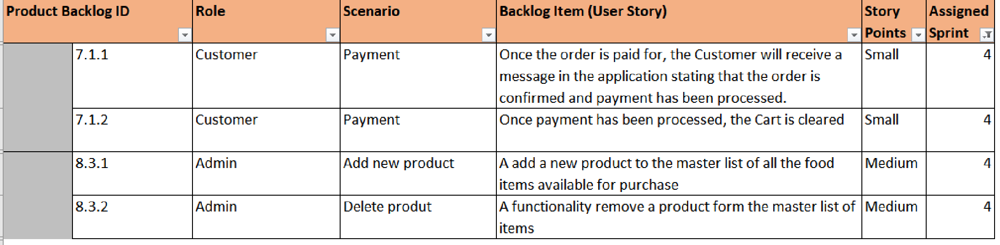 Product Backlog ID Role Scenario Backlog Item (User Story) Story Points Assigned Sprint
7.1.1 Customer Payment Once the order is paid for, the Customer will receive a Small 4
message in the application stating that the order is
confirmed and payment has been processed.
7.1.2 Customer Payment Once payment has been processed, the Cart is cleared Small 4
8.3.1 Admin Add new product A add a new product to the master list of all the food Medium 4
items available for purchase
8.3.2 Admin Delete produt A functionality remove a product form the master list of Medium 4
items